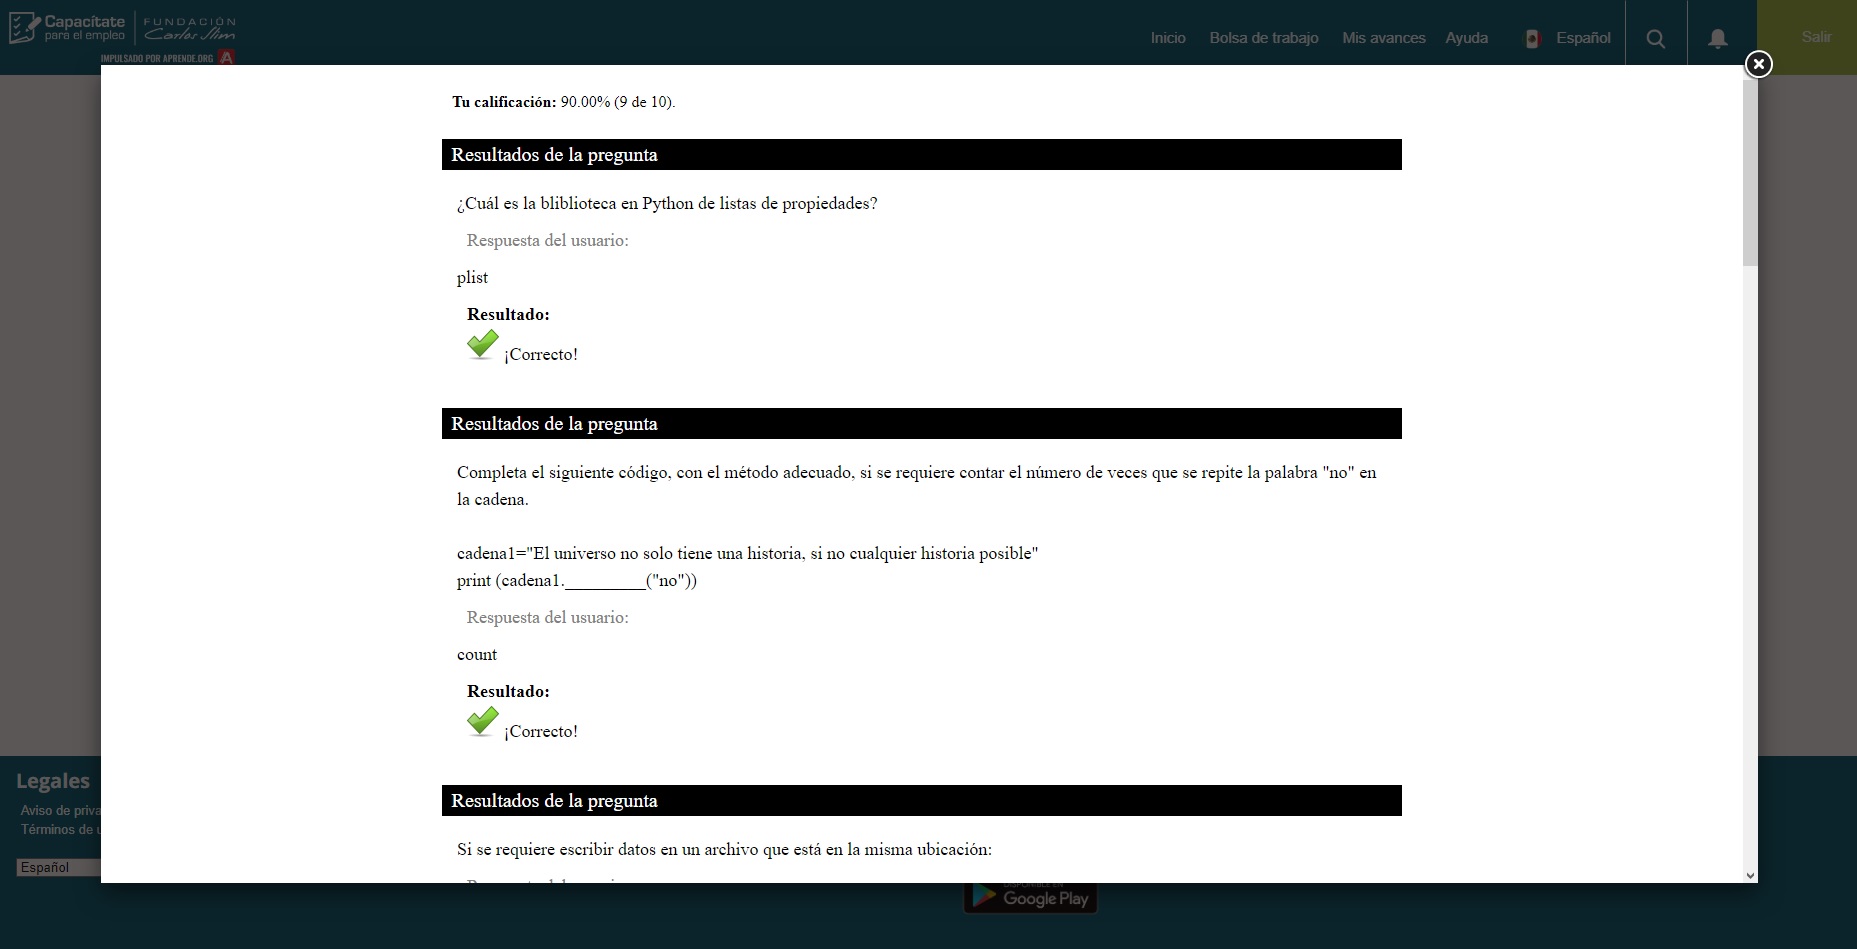 Capacítate
para el empleo
FUNDACIÓN
Carlos Slim
IMPULSADO POR APRENDE.ORG
Inicio Bolsa de trabajo Mis avances Ayuda Español Salir
Tu calificación: 90.00% (9 de 10).
Resultados de la pregunta
¿Cuál es la bliblioteca en Python de listas de propiedades?
Respuesta del usuario:
plist
Resultado:
¡Correcto!
Resultados de la pregunta
Completa el siguiente código, con el método adecuado, si se requiere contar el número de veces que se repite la palabra "no" en
la cadena.
cadena1="El universo no solo tiene una historia, si no cualquier historia posible"
print (cadena1._________("no"))
Respuesta del usuario:
count
Resultado:
¡Correcto!
Resultados de la pregunta
Si se requiere escribir datos en un archivo que está en la misma ubicación:
Legales
Aviso de priva
Términos de u
Español
DISPONIBLE EN
Google Play